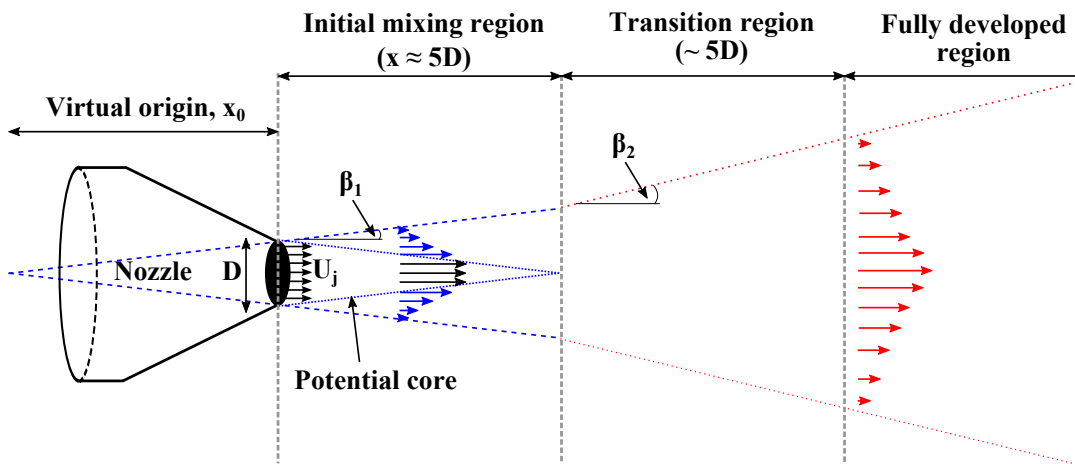 Initial mixing region
(x ≈ 5D)
Transition region
(~ 5D)
Fully developed
region
Virtual origin, x₀
β₁
β₂
Nozzle
D
Uⱼ
Potential core